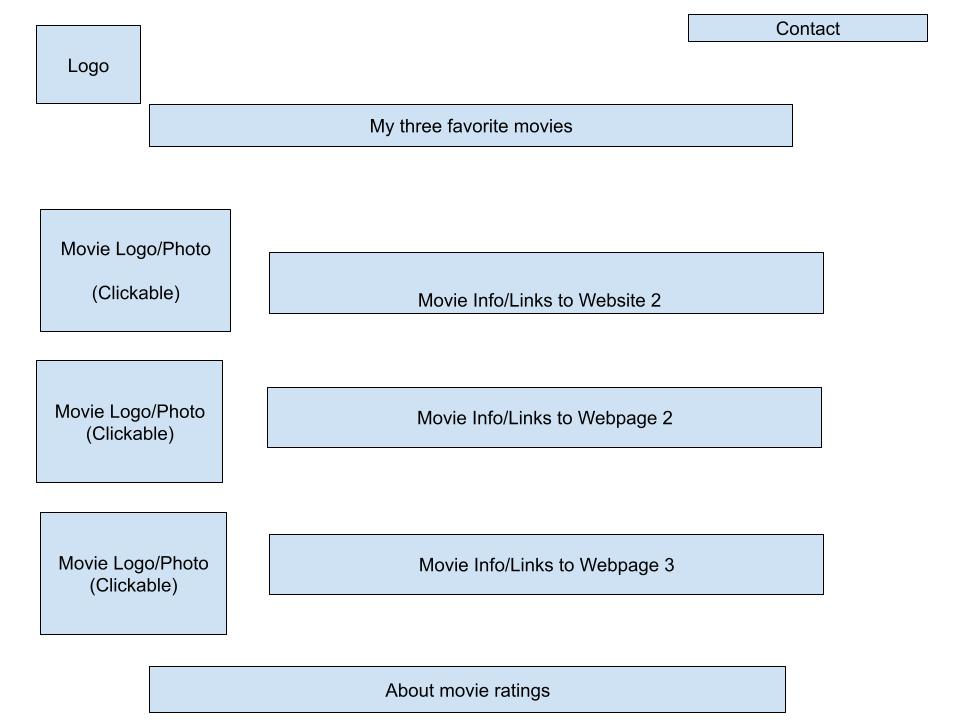 Contact
Logo
My three favorite movies
Movie Logo/Photo
(Clickable)
Movie Info/Links to Website 2
Movie Logo/Photo
(Clickable)
Movie Info/Links to Webpage 2
Movie Logo/Photo
(Clickable)
Movie Info/Links to Webpage 3
About movie ratings